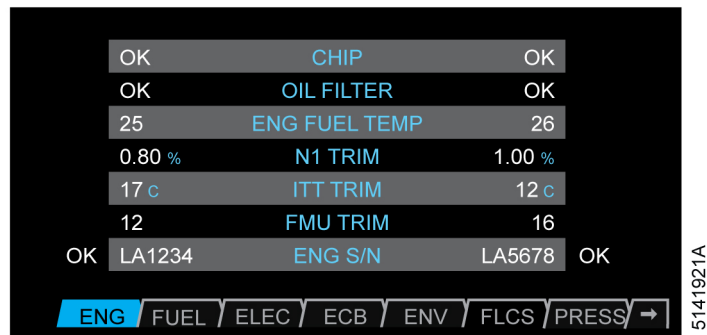 OK CHIP OK
OK OIL FILTER OK
25 ENG FUEL TEMP 26
0.80 % N1 TRIM 1.00 %
17 C ITT TRIM 12 C
12 FMU TRIM 16
OK LA1234 ENG S/N LA5678 OK
ENG FUEL ELEC ECB ENV FLCS PRESS →
5141921A